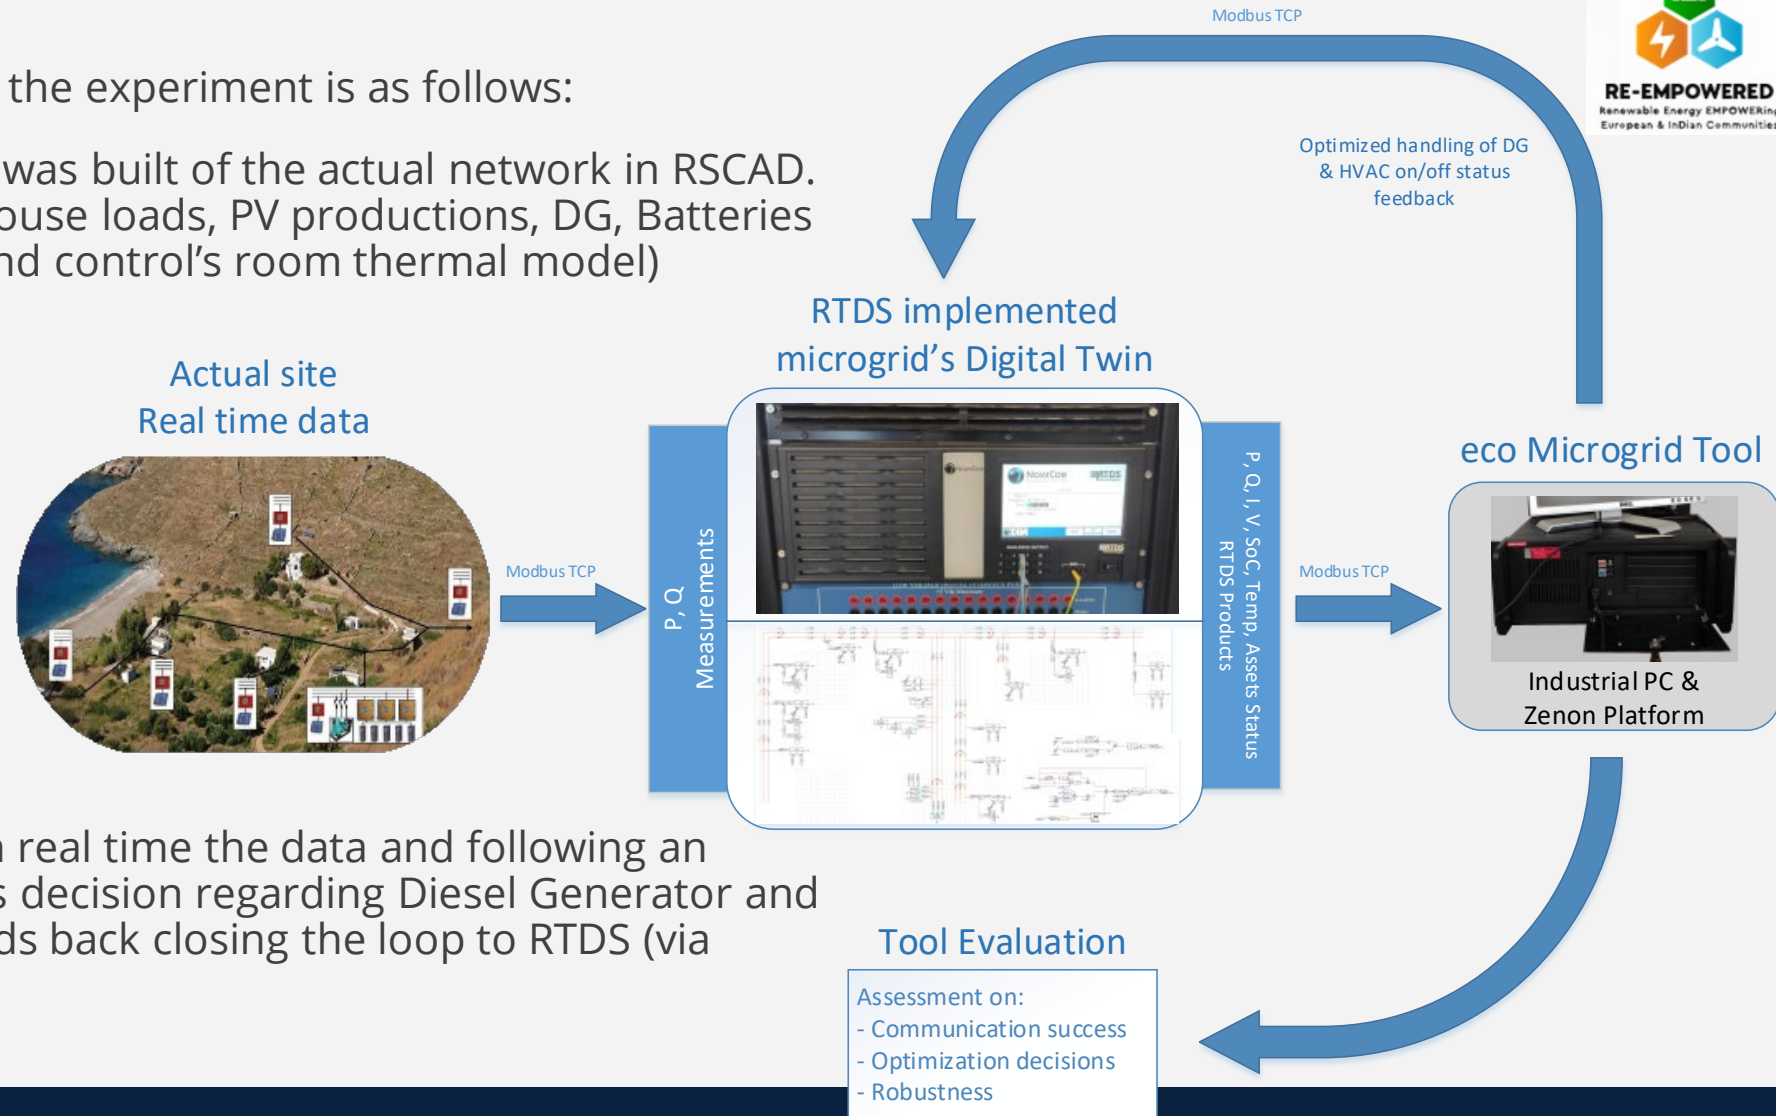 Modbus TCP
RE-EMPOWERED
Renewable Energy EMPOWERing
European & InDian Communities
the experiment is as follows:
was built of the actual network in RSCAD.
ouse loads, PV productions, DG, Batteries
nd control's room thermal model)
Optimized handling of DG
& HVAC on/off status
feedback
RTDS implemented
microgrid's Digital Twin
Actual site
Real time data
eco Microgrid Tool
Modbus TCP
P, Q
Measurements
NovaCor
NovaCor
RTDS
P, Q, I, V, SoC, Temp, Assets Status
RTDS Products
Modbus TCP
DELL
Industrial PC &
Zenon Platform
n real time the data and following an
s decision regarding Diesel Generator and
ds back closing the loop to RTDS (via
Tool Evaluation
Assessment on:
- Communication success
- Optimization decisions
- Robustness